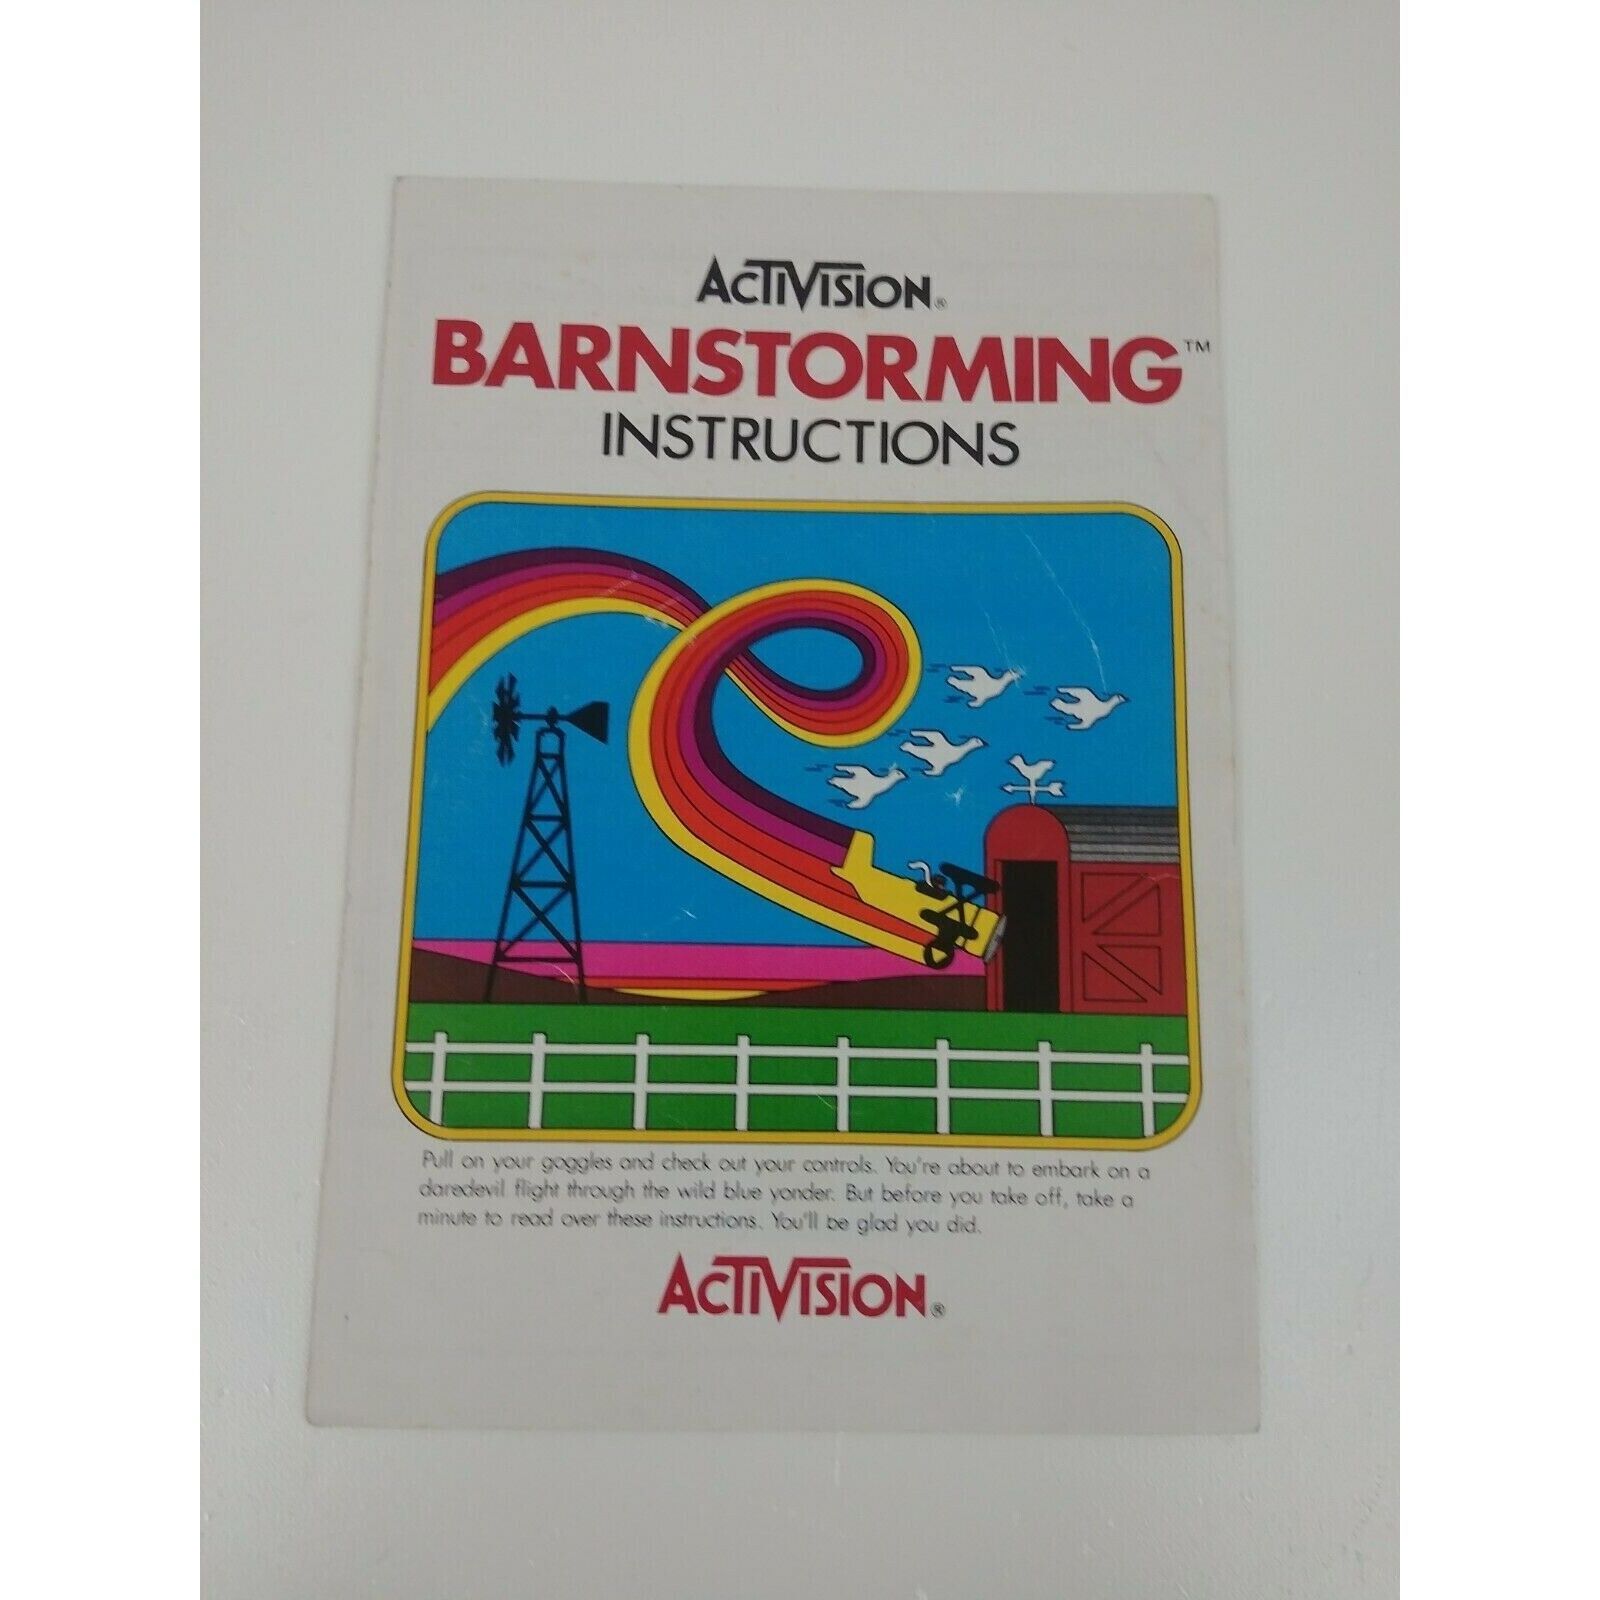 ACTIVISION®
BARNSTORMING™
INSTRUCTIONS
Pull on your goggles and check out your controls. You're about to embark on a
daredevil flight through the wild blue yonder. But before you take off, take a
minute to read over these instructions. You'll be glad you did.
ACTIVISION®